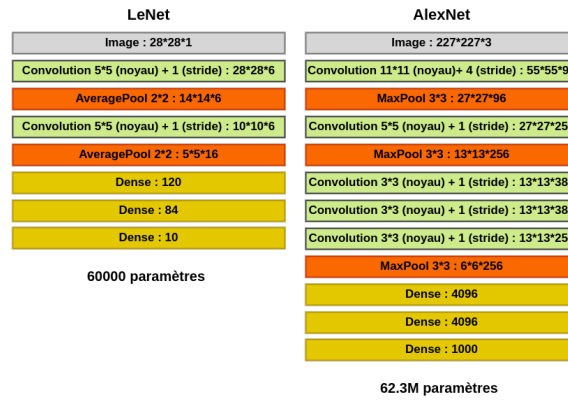 LeNet
Image : 28*28*1
Convolution 5*5 (noyau) + 1 (stride) : 28*28*6
AveragePool 2*2 : 14*14*6
Convolution 5*5 (noyau) + 1 (stride) : 10*10*6
AveragePool 2*2 : 5*5*16
Dense : 120
Dense : 84
Dense : 10
60000 paramètres
AlexNet
Image : 227*227*3
Convolution 11*11 (noyau)+ 4 (stride) : 55*55*9
MaxPool 3*3 : 27*27*96
Convolution 5*5 (noyau) + 1 (stride) : 27*27*25
MaxPool 3*3 : 13*13*256
Convolution 3*3 (noyau) + 1 (stride) : 13*13*38
Convolution 3*3 (noyau) + 1 (stride) : 13*13*38
Convolution 3*3 (noyau) + 1 (stride) : 13*13*25
MaxPool 3*3 : 6*6*256
Dense : 4096
Dense : 4096
Dense : 1000
62.3M paramètres